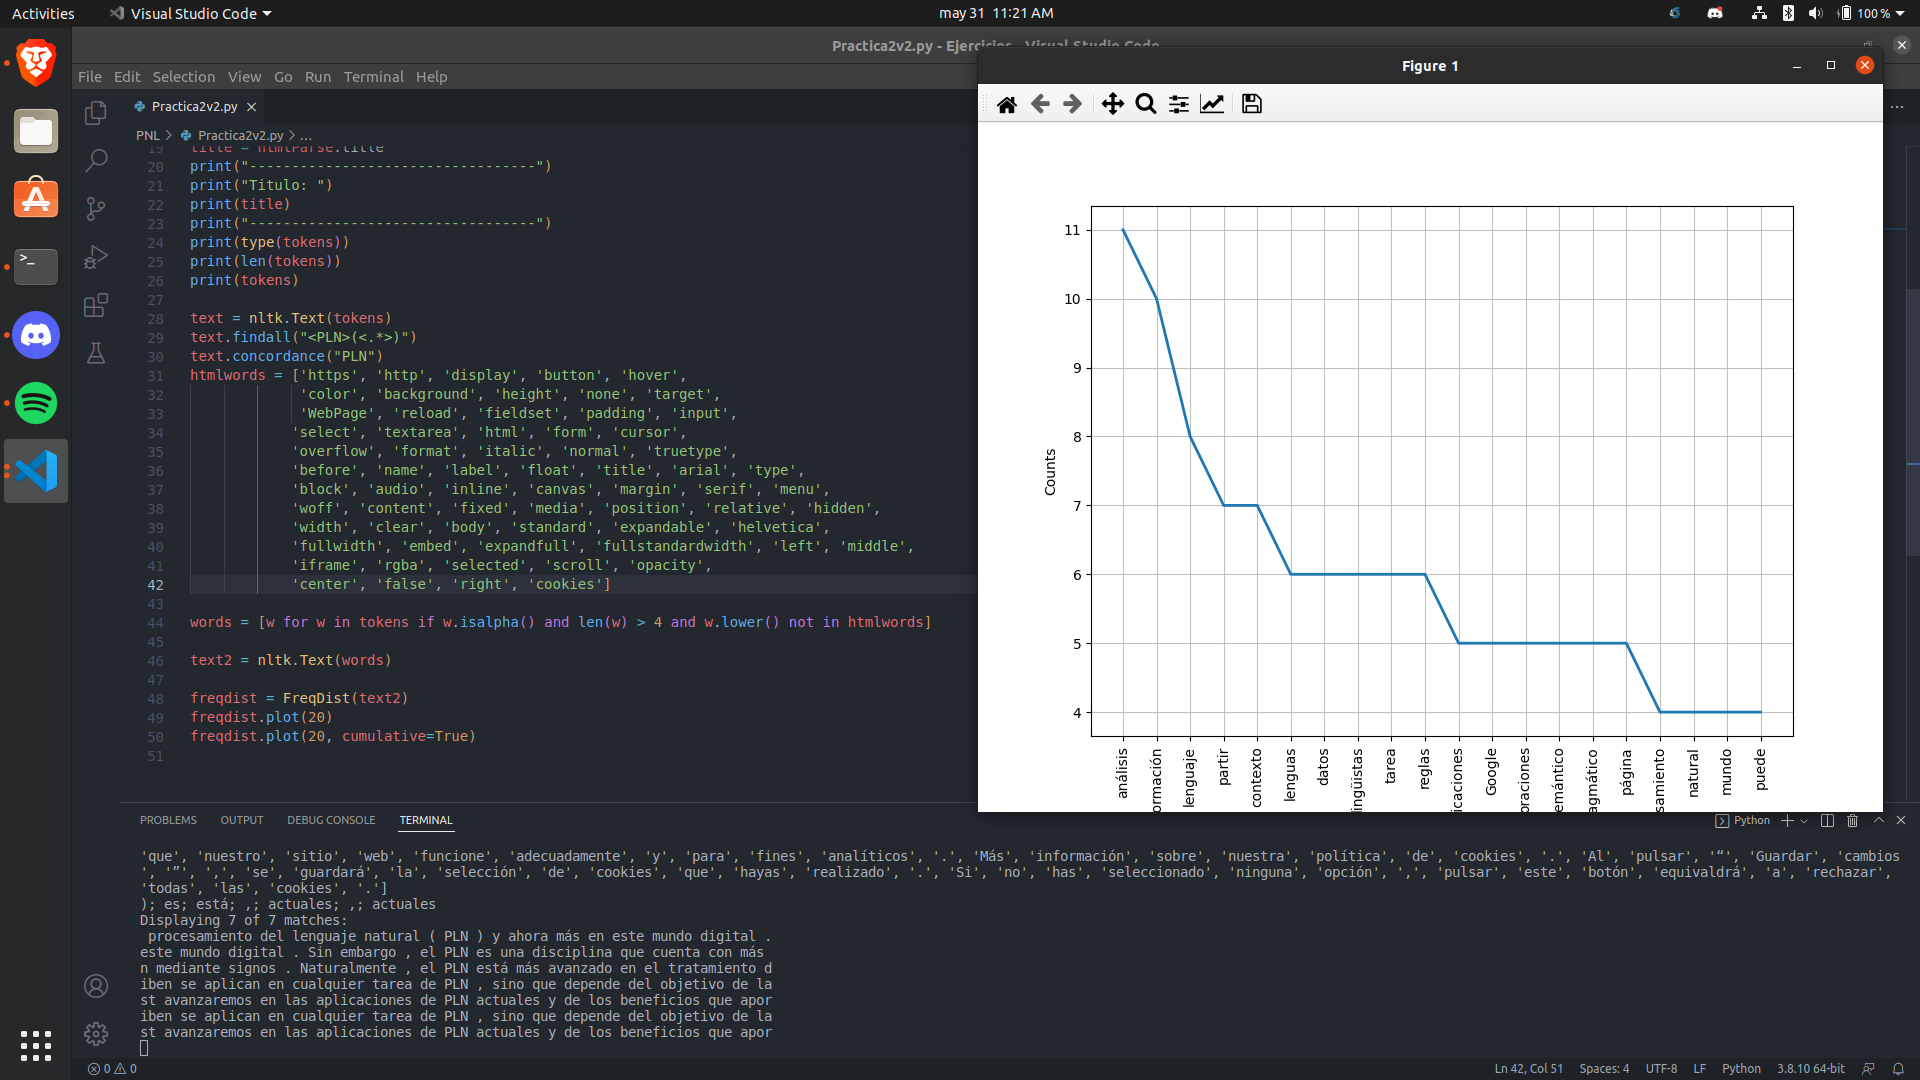 Activities
Visual Studio Code
may 31 11:21 AM
100 %
Practica2v2.py - Ejercicios - Visual Studio Code
File Edit Selection View Go Run Terminal Help
Practica2v2.py
PNL > Practica2v2.py > ...
19 title = htmlParse.title
20 print("----------------------------------")
21 print("Titulo: ")
22 print(title)
23 print("----------------------------------")
24 print(type(tokens))
25 print(len(tokens))
26 print(tokens)
27
28 text = nltk.Text(tokens)
29 text.findall("<PLN>(<.*>)")
30 text.concordance("PLN")
31 htmlwords = ['https', 'http', 'display', 'button', 'hover',
32 'color', 'background', 'height', 'none', 'target',
33 'WebPage', 'reload', 'fieldset', 'padding', 'input',
34 'select', 'textarea', 'html', 'form', 'cursor',
35 'overflow', 'format', 'italic', 'normal', 'truetype',
36 'before', 'name', 'label', 'float', 'title', 'arial', 'type',
37 'block', 'audio', 'inline', 'canvas', 'margin', 'serif', 'menu',
38 'woff', 'content', 'fixed', 'media', 'position', 'relative', 'hidden',
39 'width', 'clear', 'body', 'standard', 'expandable', 'helvetica',
40 'fullwidth', 'embed', 'expandfull', 'fullstandardwidth', 'left', 'middle',
41 'iframe', 'rgba', 'selected', 'scroll', 'opacity',
42 'center', 'false', 'right', 'cookies']
43
44 words = [w for w in tokens if w.isalpha() and len(w) > 4 and w.lower() not in htmlwords]
45
46 text2 = nltk.Text(words)
47
48 freqdist = FreqDist(text2)
49 freqdist.plot(20)
50 freqdist.plot(20, cumulative=True)
51
Figure 1
11
10
9
8
7
6
5
4
Counts
análisis
ormación
lenguaje
partir
contexto
lenguas
datos
ingüistas
tarea
reglas
icaciones
Google
oraciones
emántico
agmático
página
samiento
natural
mundo
puede
PROBLEMS OUTPUT DEBUG CONSOLE TERMINAL
Python
'que', 'nuestro', 'sitio', 'web', 'funcione', 'adecuadamente', 'y', 'para', 'fines', 'analíticos', '.', 'Más', 'información', 'sobre', 'nuestra', 'política', 'de', 'cookies', '.', 'Al', 'pulsar', '“', 'Guardar', 'cambios
', '”', ',', 'se', 'guardará', 'la', 'selección', 'de', 'cookies', 'que', 'hayas', 'realizado', '.', 'Si', 'no', 'has', 'seleccionado', 'ninguna', 'opción', ',', 'pulsar', 'este', 'botón', 'equivaldrá', 'a', 'rechazar',
'todas', 'las', 'cookies', '.']
); es; está; ,; actuales; ,; actuales
Displaying 7 of 7 matches:
procesamiento del lenguaje natural ( PLN ) y ahora más en este mundo digital .
este mundo digital . Sin embargo , el PLN es una disciplina que cuenta con más
n mediante signos . Naturalmente , el PLN está más avanzado en el tratamiento d
iben se aplican en cualquier tarea de PLN , sino que depende del objetivo de la
st avanzaremos en las aplicaciones de PLN actuales y de los beneficios que apor
iben se aplican en cualquier tarea de PLN , sino que depende del objetivo de la
st avanzaremos en las aplicaciones de PLN actuales y de los beneficios que apor
0 0
Ln 42, Col 51 Spaces: 4 UTF-8 LF Python 3.8.10 64-bit